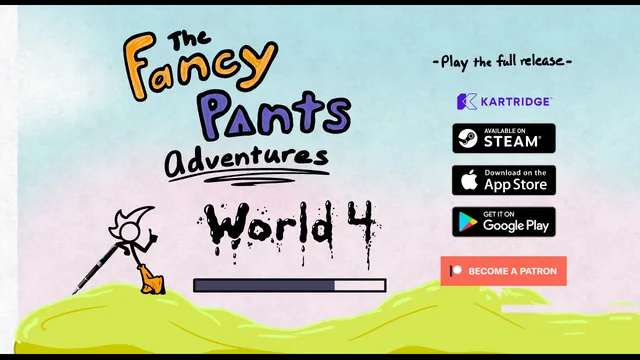 The
Fancy
Pants
Adventures
World 4
-Play the full release-
KARTRIDGE
AVAILABLE ON
STEAM
Download on the
App Store
GET IT ON
Google Play
BECOME A PATRON